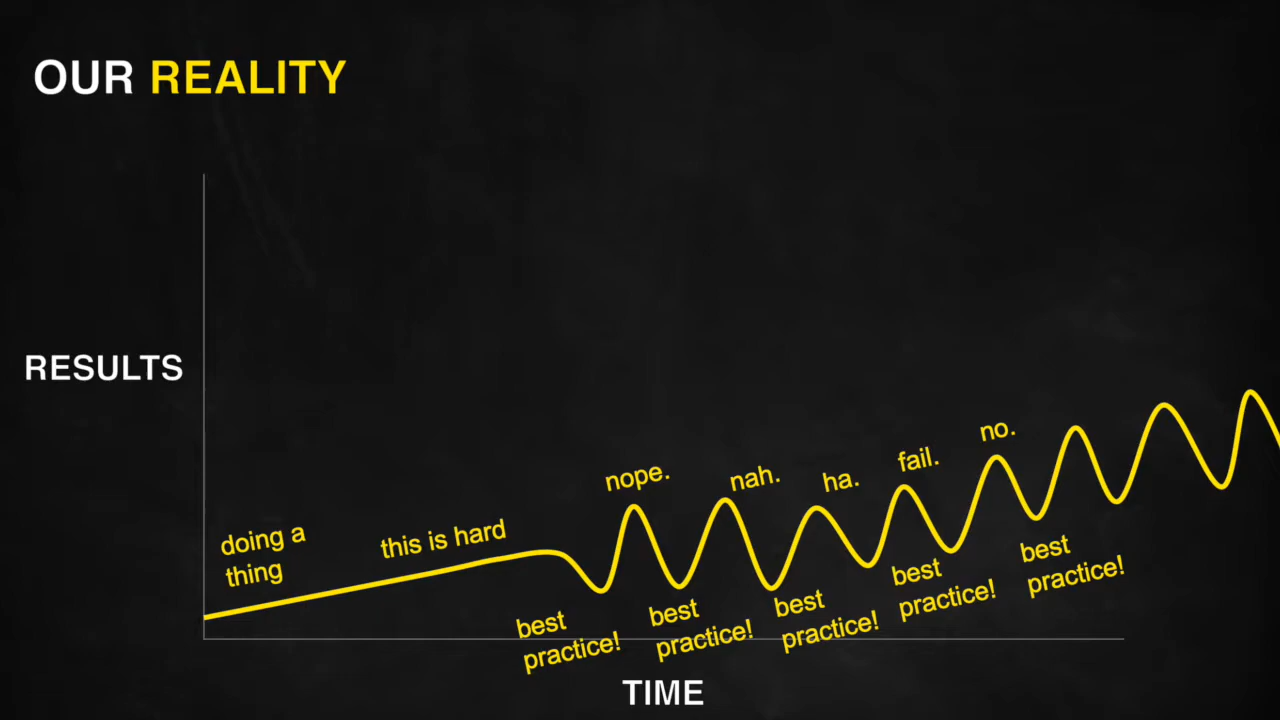 OUR REALITY
RESULTS
doing a
thing
this is hard
nope.
nah.
ha.
fail.
no.
best
practice!
best
practice!
best
practice!
best
practice!
best
practice!
TIME